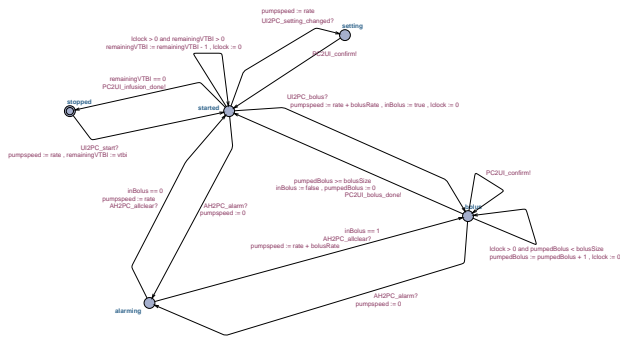 pumpspeed := rate
UI2PC_setting_changed?
setting
lclock > 0 and remainingVTBI > 0
remainingVTBI := remainingVTBI - 1 , lclock := 0
PC2UI_confirm!
remainingVTBI == 0
PC2UI_infusion_done!
stopped
started
UI2PC_bolus?
pumpspeed := rate + bolusRate , inBolus := true , lclock := 0
UI2PC_start?
pumpspeed := rate , remainingVTBI := vtbi
pumpedBolus >= bolusSize
inBolus := false , pumpedBolus := 0
PC2UI_bolus_done!
PC2UI_confirm!
inBolus == 0
pumpspeed := rate
AH2PC_allclear?
AH2PC_alarm?
pumpspeed := 0
bolus
inBolus == 1
AH2PC_allclear?
pumpspeed := rate + bolusRate
lclock > 0 and pumpedBolus < bolusSize
pumpedBolus := pumpedBolus + 1 , lclock := 0
AH2PC_alarm?
pumpspeed := 0
alarming